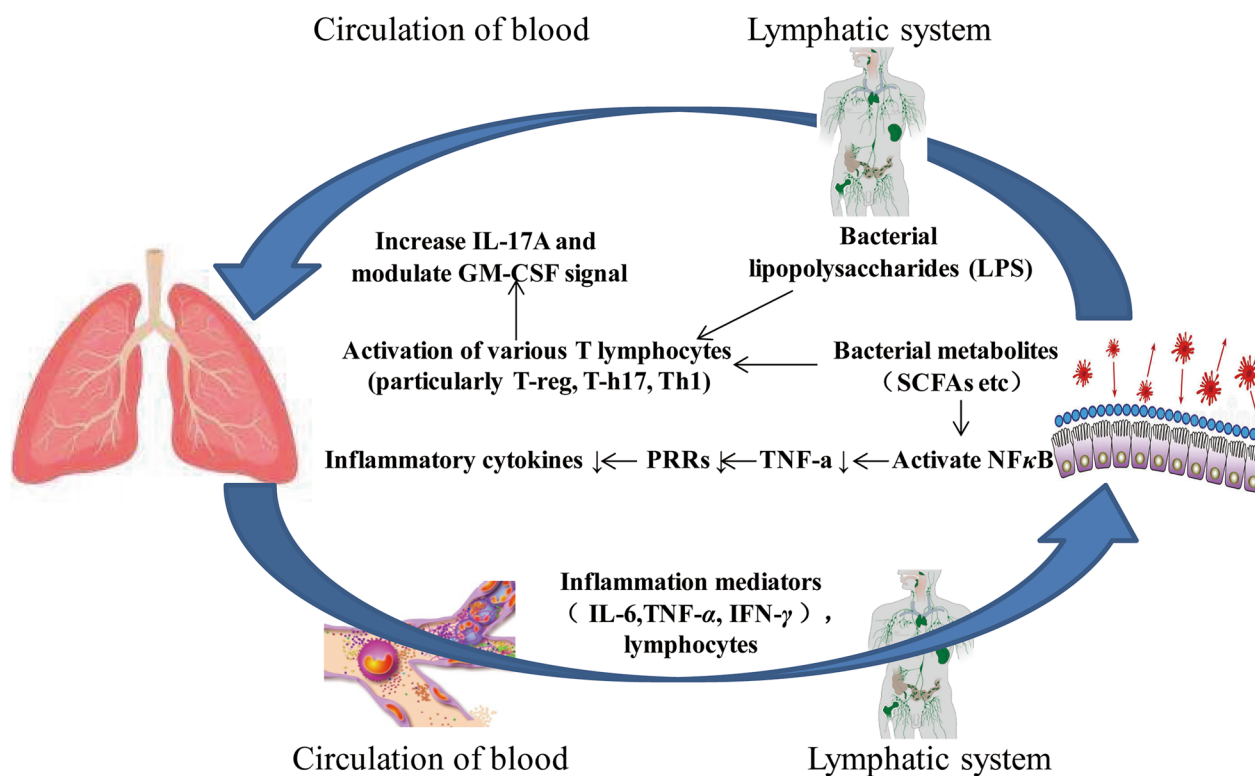 Circulation of blood
Lymphatic system
Increase IL-17A and
modulate GM-CSF signal
Bacterial
lipopolysaccharides (LPS)
Activation of various T lymphocytes
(particularly T-reg, T-h17, Th1)
Bacterial metabolites
（SCFAs etc）
Inflammatory cytokines ↓ ← PRRs ↓ ← TNF-a ↓ ← Activate NFκB
Inflammation mediators
（ IL-6,TNF-α, IFN-γ ），
lymphocytes
Circulation of blood
Lymphatic system